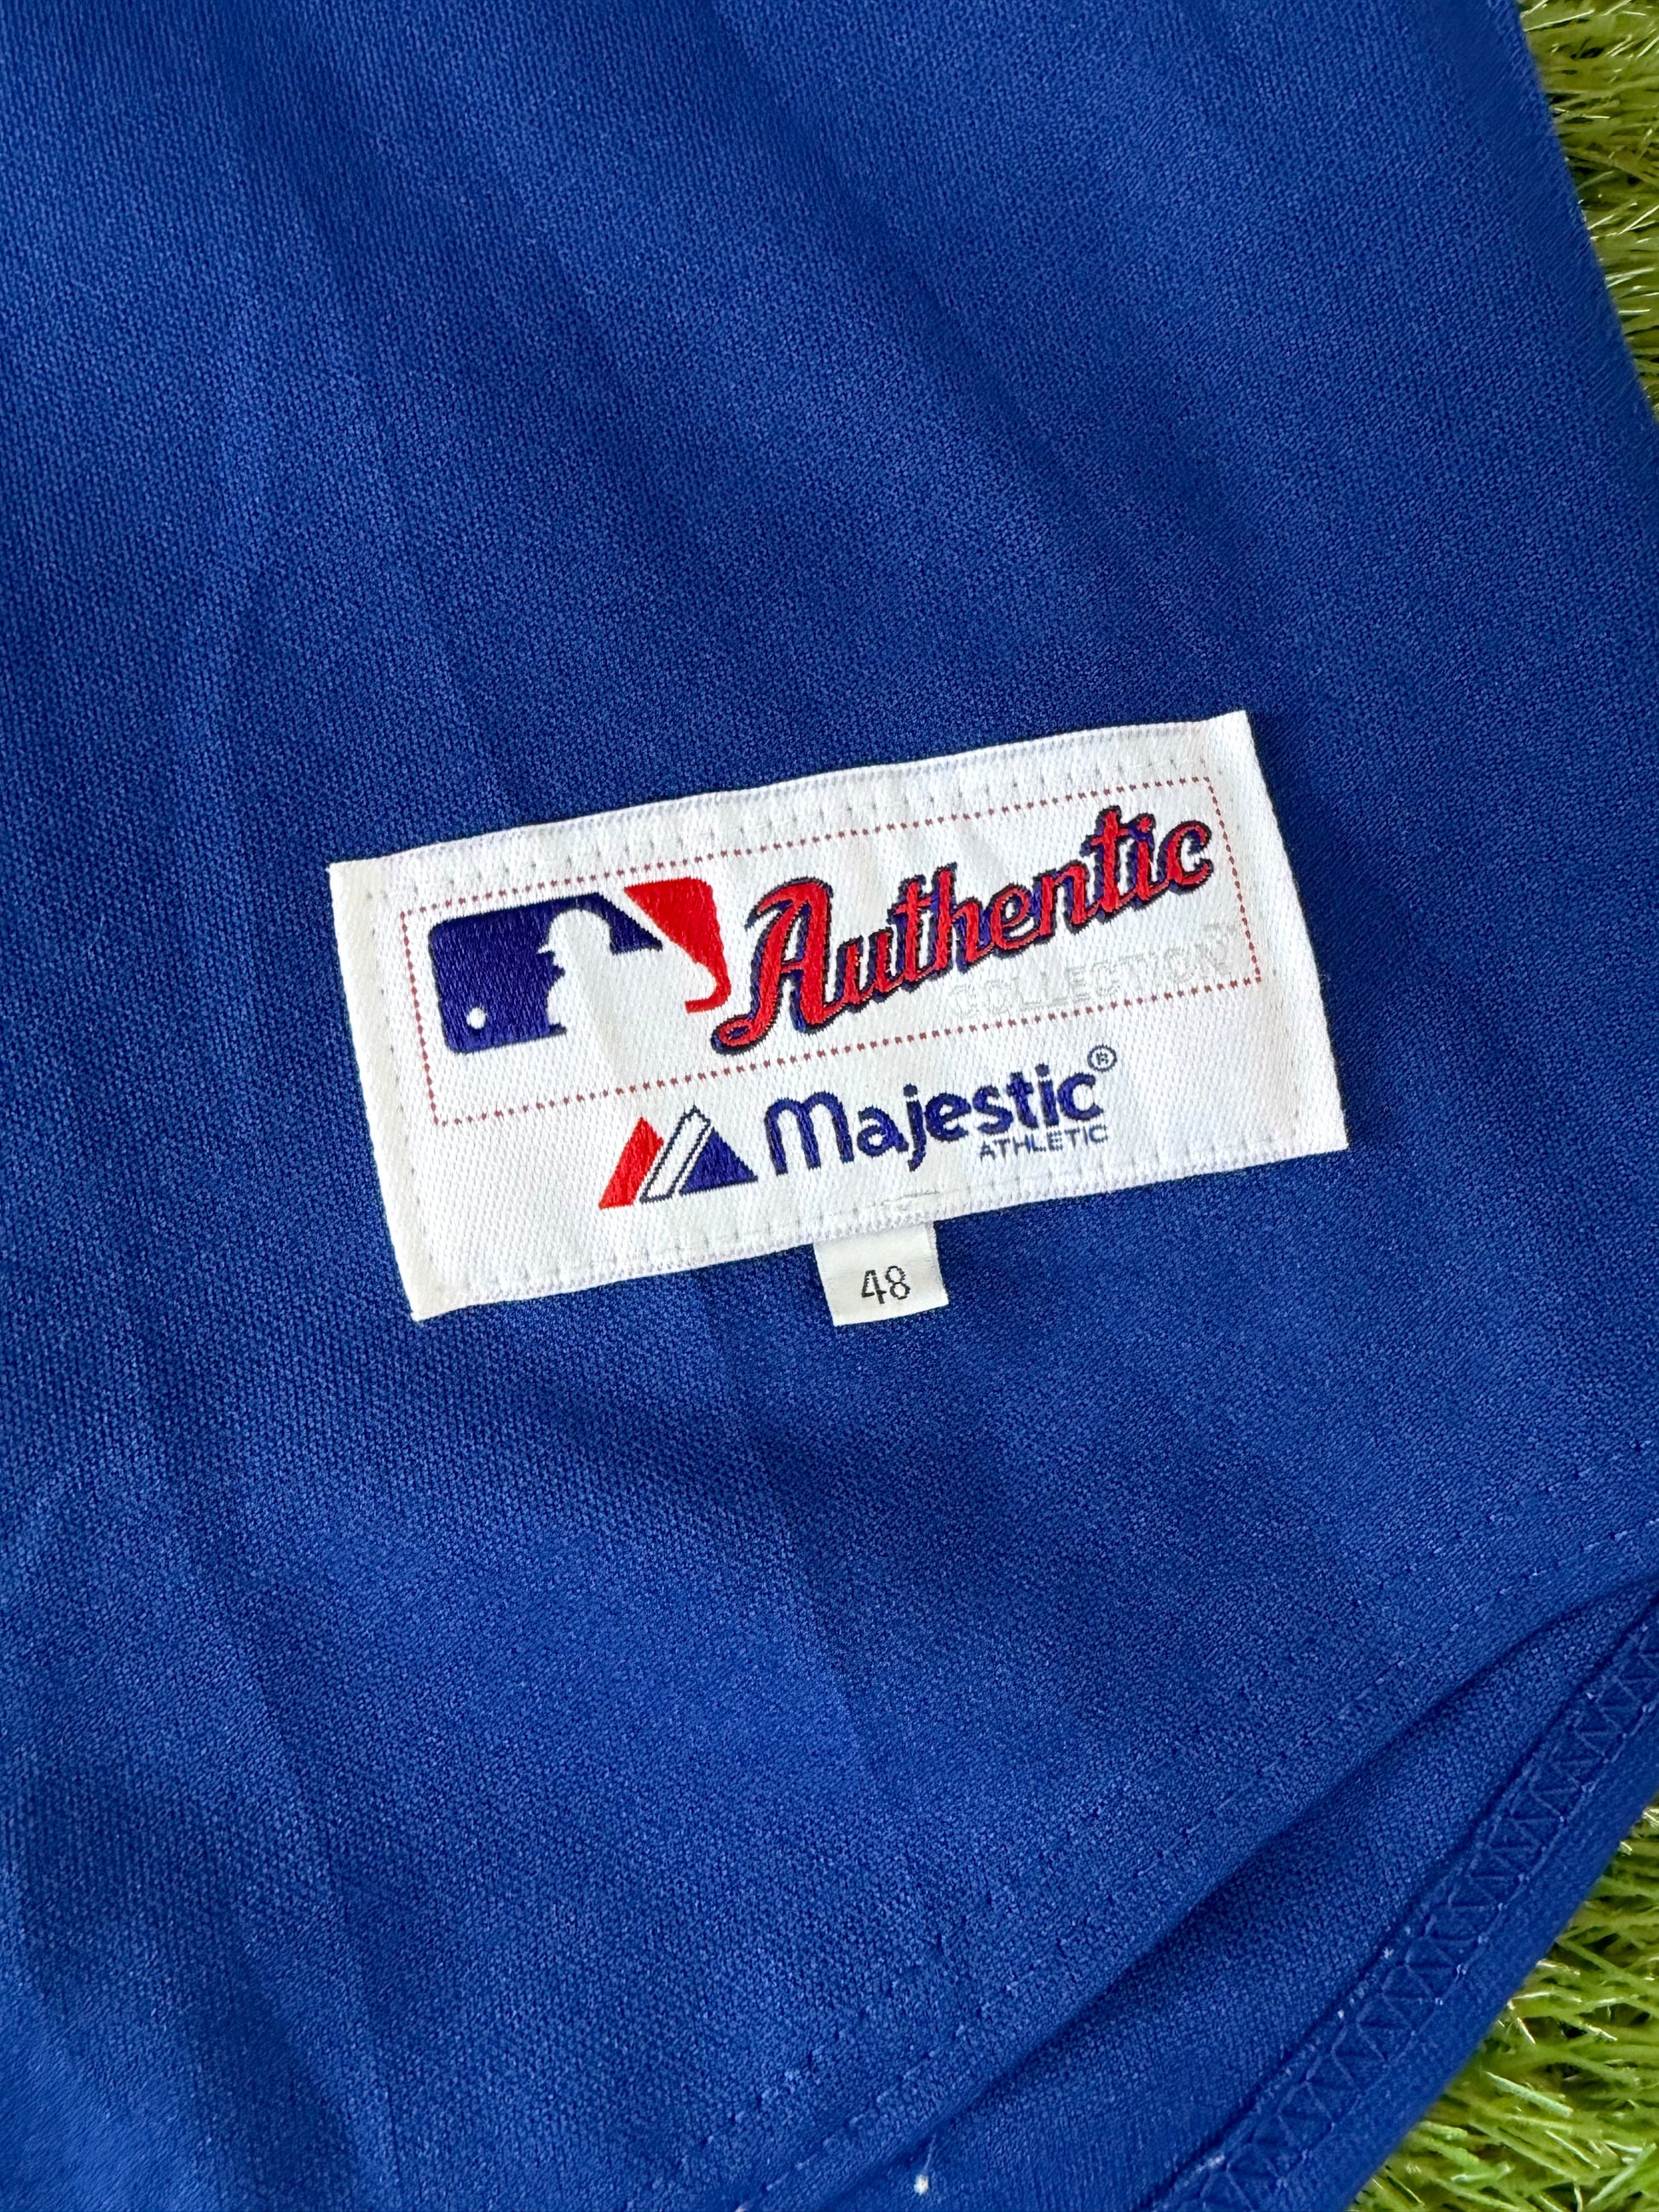 Authentic
COLLECTION
Majestic®
ATHLETIC
48